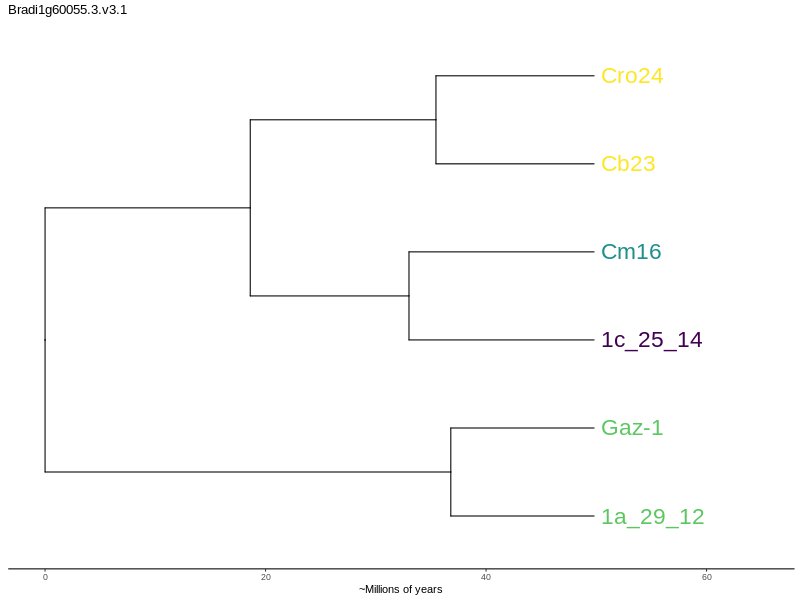 Bradi1g60055.3.v3.1
Cro24
Cb23
Cm16
1c_25_14
Gaz-1
1a_29_12
0 20 40 60
~Millions of years